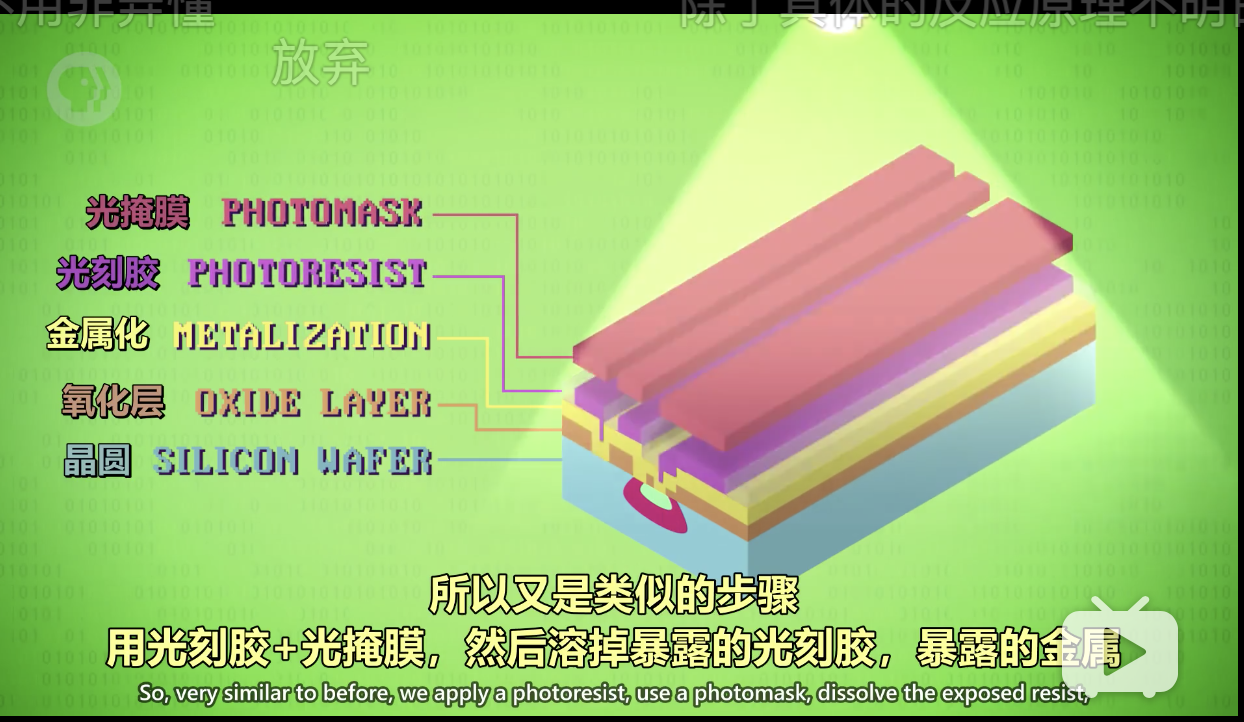 放弃
光掩膜 PHOTOMASK
光刻胶 PHOTORESIST
金属化 METALIZATION
氧化层 OXIDE LAYER
晶圆 SILICON WAFER
所以又是类似的步骤
用光刻胶+光掩膜，然后溶掉暴露的光刻胶，暴露的金属
So, very similar to before, we apply a photoresist, use a photomask, dissolve the exposed resist,